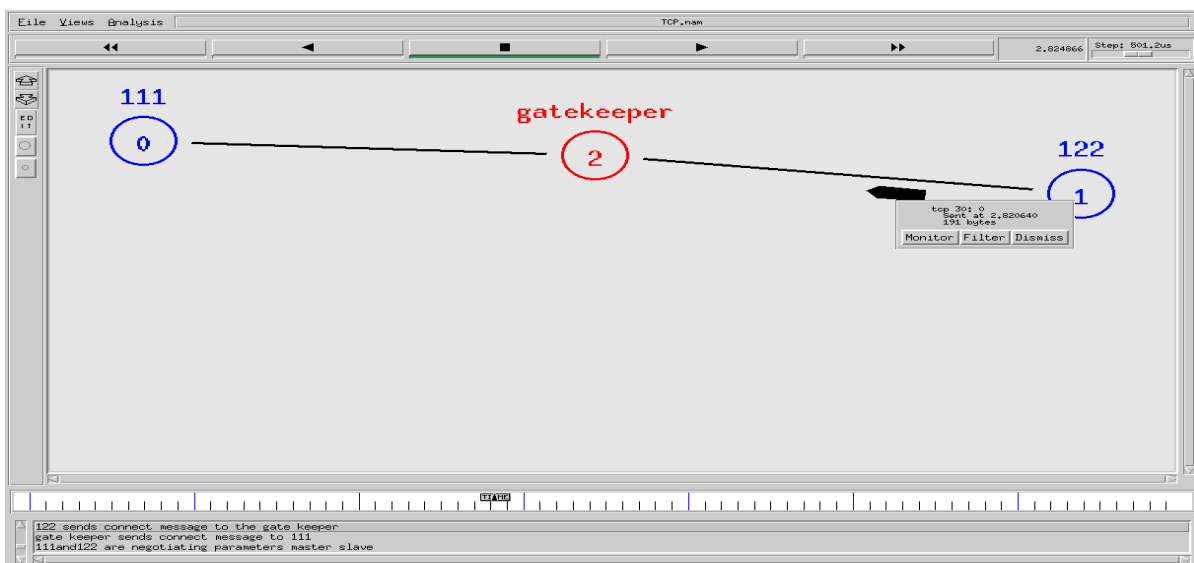 File Views Analysis TCP.nam
2.824866 Step: 501.2us
ED
IT
111
0
gatekeeper
2
122
1
tcp 30: 0
Sent at 2.820640
191 bytes
Monitor Filter Dismiss
TIME
122 sends connect message to the gate keeper
gate keeper sends connect message to 111
111and122 are negotiating parameters master slave